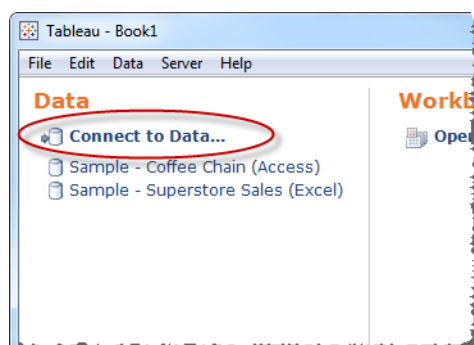 Tableau - Book1
File Edit Data Server Help
Data
Connect to Data...
Sample - Coffee Chain (Access)
Sample - Superstore Sales (Excel)